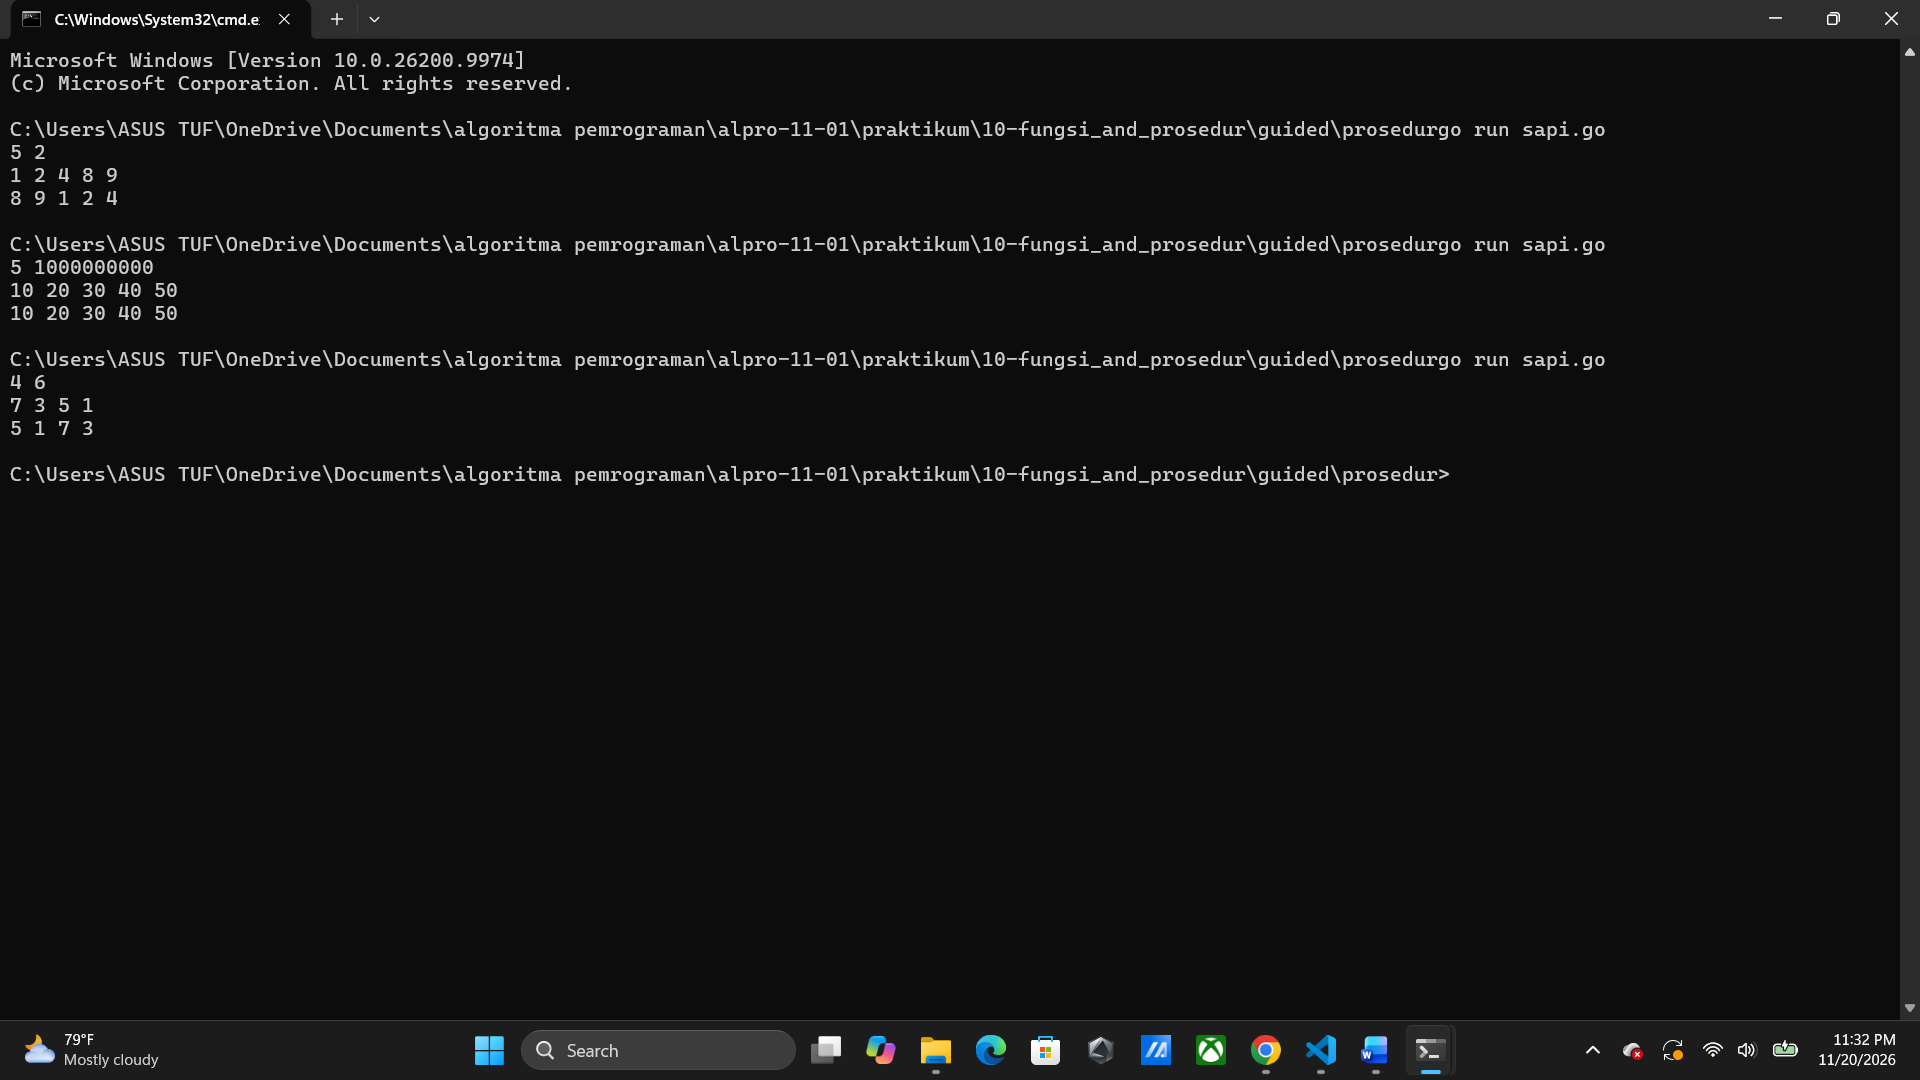 C:\Windows\System32\cmd.e
Microsoft Windows [Version 10.0.26200.9974]
(c) Microsoft Corporation. All rights reserved.
C:\Users\ASUS TUF\OneDrive\Documents\algoritma pemrograman\alpro-11-01\praktikum\10-fungsi_and_prosedur\guided\prosedurgo run sapi.go
5 2
1 2 4 8 9
8 9 1 2 4
C:\Users\ASUS TUF\OneDrive\Documents\algoritma pemrograman\alpro-11-01\praktikum\10-fungsi_and_prosedur\guided\prosedurgo run sapi.go
5 1000000000
10 20 30 40 50
10 20 30 40 50
C:\Users\ASUS TUF\OneDrive\Documents\algoritma pemrograman\alpro-11-01\praktikum\10-fungsi_and_prosedur\guided\prosedurgo run sapi.go
4 6
7 3 5 1
5 1 7 3
C:\Users\ASUS TUF\OneDrive\Documents\algoritma pemrograman\alpro-11-01\praktikum\10-fungsi_and_prosedur\guided\prosedur>
79°F
Mostly cloudy
Search
11:32 PM
11/20/2026